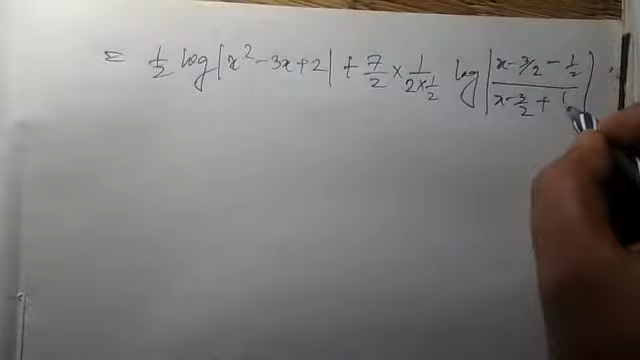 = 1/2 log|x² - 3x + 2| + 7/2 × 1/(2×1/2) log|(x - 3/2 - 1/2)/(x - 3/2 +